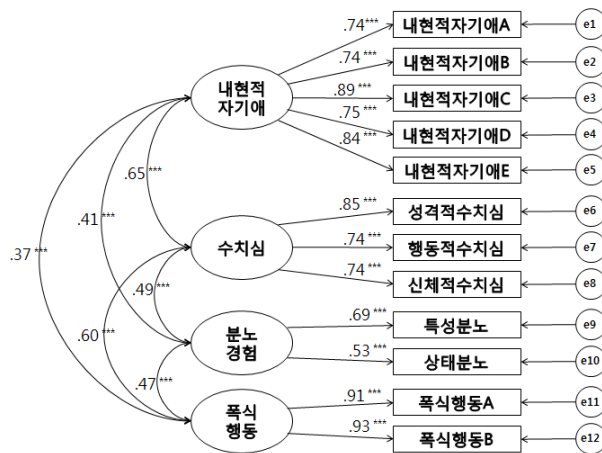 .74***
내현적자기애A
e1
.74***
내현적자기애B
e2
내현적
자기애
.89***
내현적자기애C
e3
.75***
내현적자기애D
e4
.84***
내현적자기애E
e5
.65***
.41***
.37***
.85***
성격적수치심
e6
수치심
.74***
행동적수치심
e7
.74***
신체적수치심
e8
.49***
.60***
분노
경험
.69***
특성분노
e9
.53***
상태분노
e10
.47***
폭식
행동
.91***
폭식행동A
e11
.93***
폭식행동B
e12